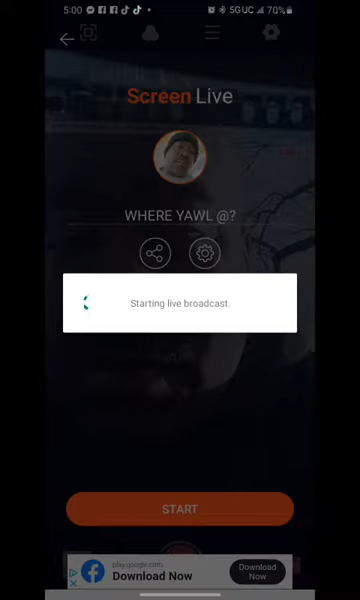 5:00
5G UC 70%
Screen Live
WHERE YAWL @?
Starting live broadcast.
START
play.google.com
Download Now
Download
Now